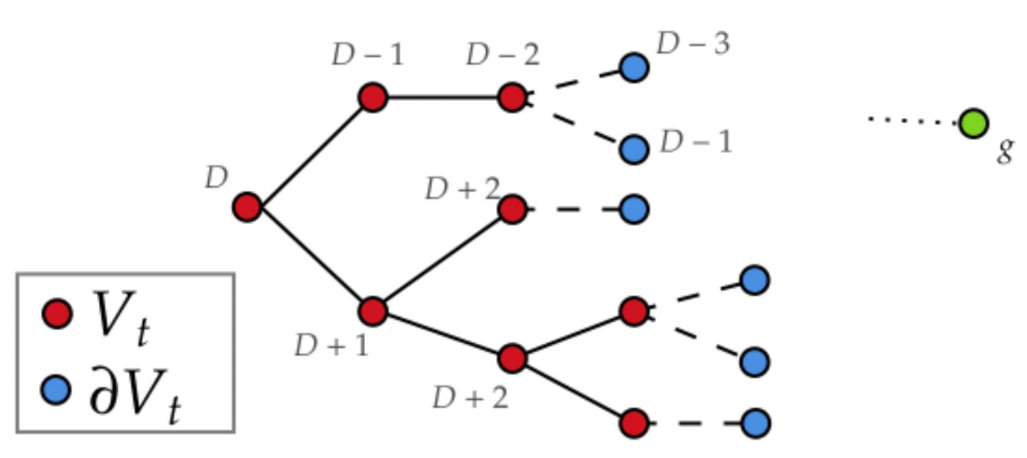 D − 3
D − 1
D − 2
D − 1
g
D
D + 2
V_t
D + 1
∂V_t
D + 2